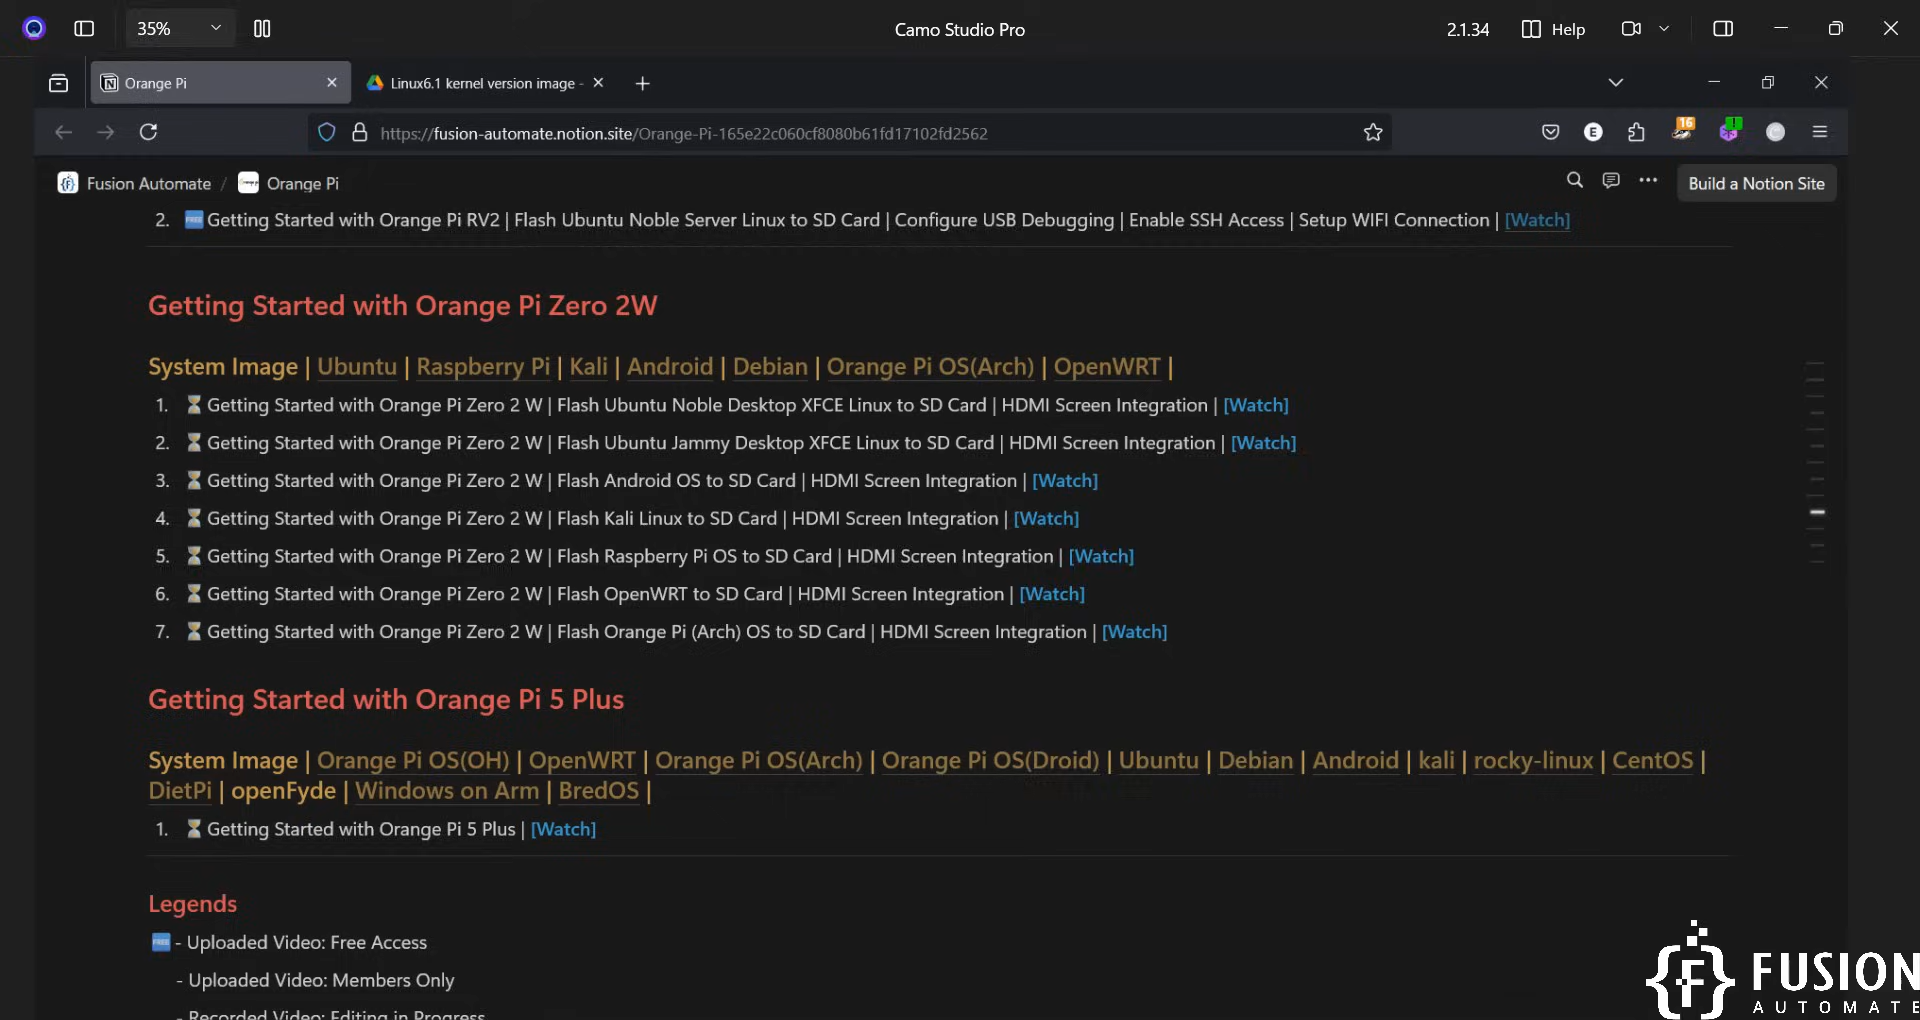 35%
Camo Studio Pro
2.1.34
Help
Orange Pi
Linux6.1 kernel version image -
https://fusion-automate.notion.site/Orange-Pi-165e22c060cf8080b61fd17102fd2562
E
16
Fusion Automate / Orange Pi
Build a Notion Site
2. FREE Getting Started with Orange Pi RV2 | Flash Ubuntu Noble Server Linux to SD Card | Configure USB Debugging | Enable SSH Access | Setup WIFI Connection | [Watch]
Getting Started with Orange Pi Zero 2W
System Image | Ubuntu | Raspberry Pi | Kali | Android | Debian | Orange Pi OS(Arch) | OpenWRT |
1. ⏳ Getting Started with Orange Pi Zero 2 W | Flash Ubuntu Noble Desktop XFCE Linux to SD Card | HDMI Screen Integration | [Watch]
2. ⏳ Getting Started with Orange Pi Zero 2 W | Flash Ubuntu Jammy Desktop XFCE Linux to SD Card | HDMI Screen Integration | [Watch]
3. ⏳ Getting Started with Orange Pi Zero 2 W | Flash Android OS to SD Card | HDMI Screen Integration | [Watch]
4. ⏳ Getting Started with Orange Pi Zero 2 W | Flash Kali Linux to SD Card | HDMI Screen Integration | [Watch]
5. ⏳ Getting Started with Orange Pi Zero 2 W | Flash Raspberry Pi OS to SD Card | HDMI Screen Integration | [Watch]
6. ⏳ Getting Started with Orange Pi Zero 2 W | Flash OpenWRT to SD Card | HDMI Screen Integration | [Watch]
7. ⏳ Getting Started with Orange Pi Zero 2 W | Flash Orange Pi (Arch) OS to SD Card | HDMI Screen Integration | [Watch]
Getting Started with Orange Pi 5 Plus
System Image | Orange Pi OS(OH) | OpenWRT | Orange Pi OS(Arch) | Orange Pi OS(Droid) | Ubuntu | Debian | Android | kali | rocky-linux | CentOS |
DietPi | openFyde | Windows on Arm | BredOS |
1. ⏳ Getting Started with Orange Pi 5 Plus | [Watch]
Legends
FREE - Uploaded Video: Free Access
- Uploaded Video: Members Only
- Recorded Video: Editing in Progress
FUSION
AUTOMATE